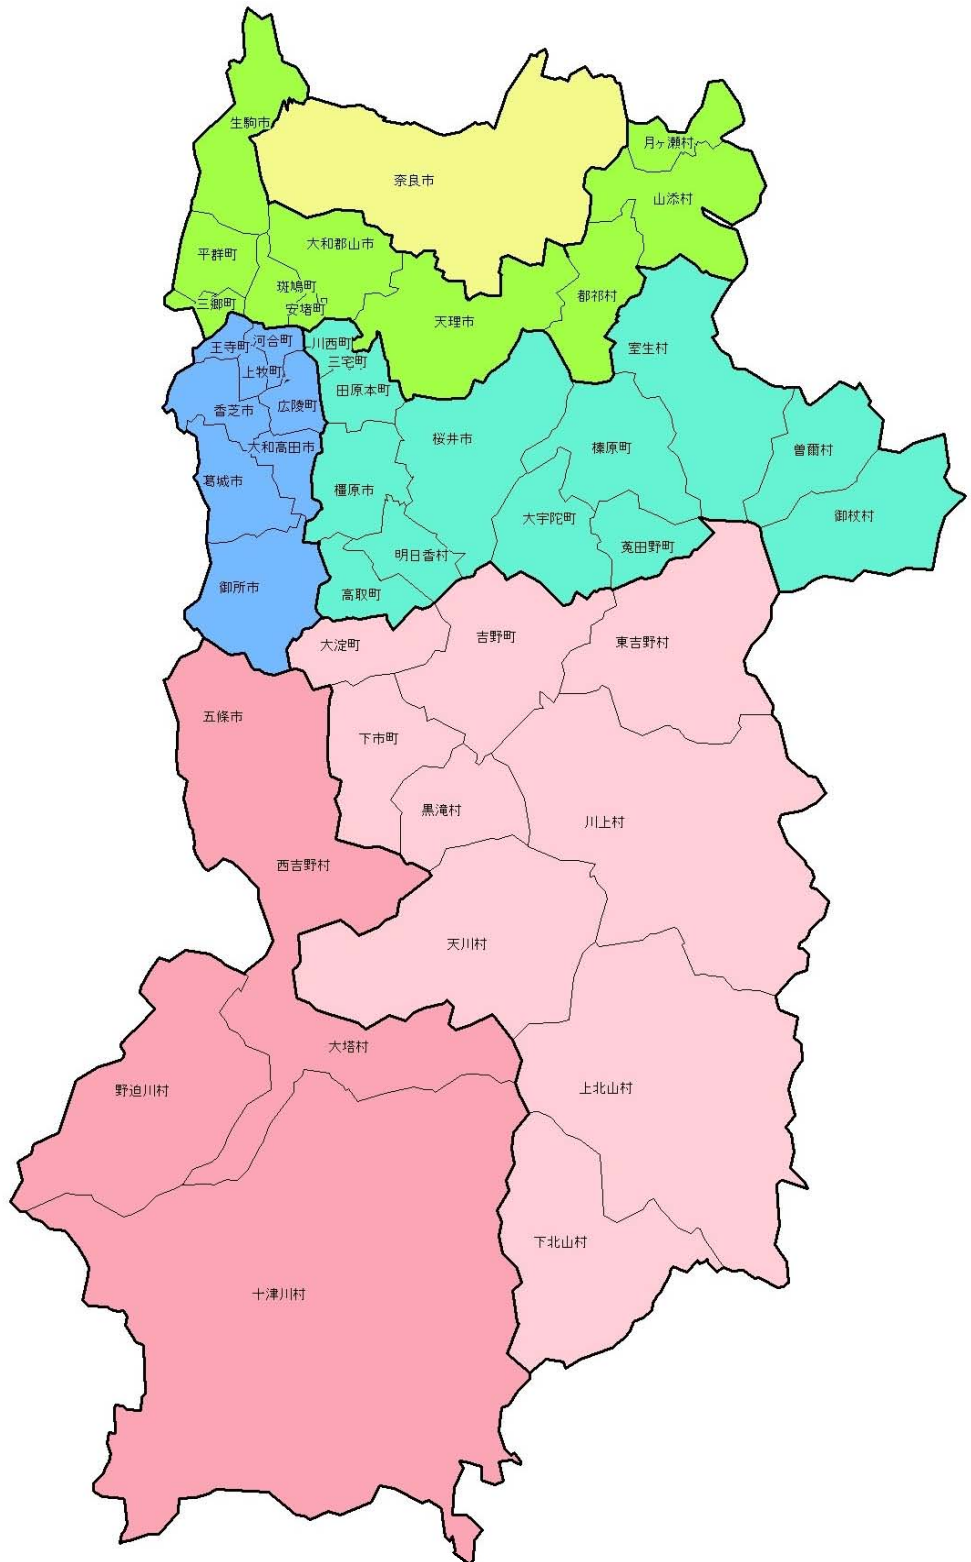 生駒市
月ヶ瀬村
奈良市
山添村
大和郡山市
平群町
斑鳩町
都祁村
三郷町
安堵町
天理市
河合町
川西町
王寺町
室生村
三宅町
上牧町
田原本町
香芝市
広陵町
桜井市
大和高田市
榛原町
曽爾村
葛城市
橿原市
大宇陀町
御杖村
明日香村
菟田野町
御所市
高取町
吉野町
大淀町
東吉野村
五條市
下市町
黒滝村
川上村
西吉野村
天川村
大塔村
野迫川村
上北山村
下北山村
十津川村